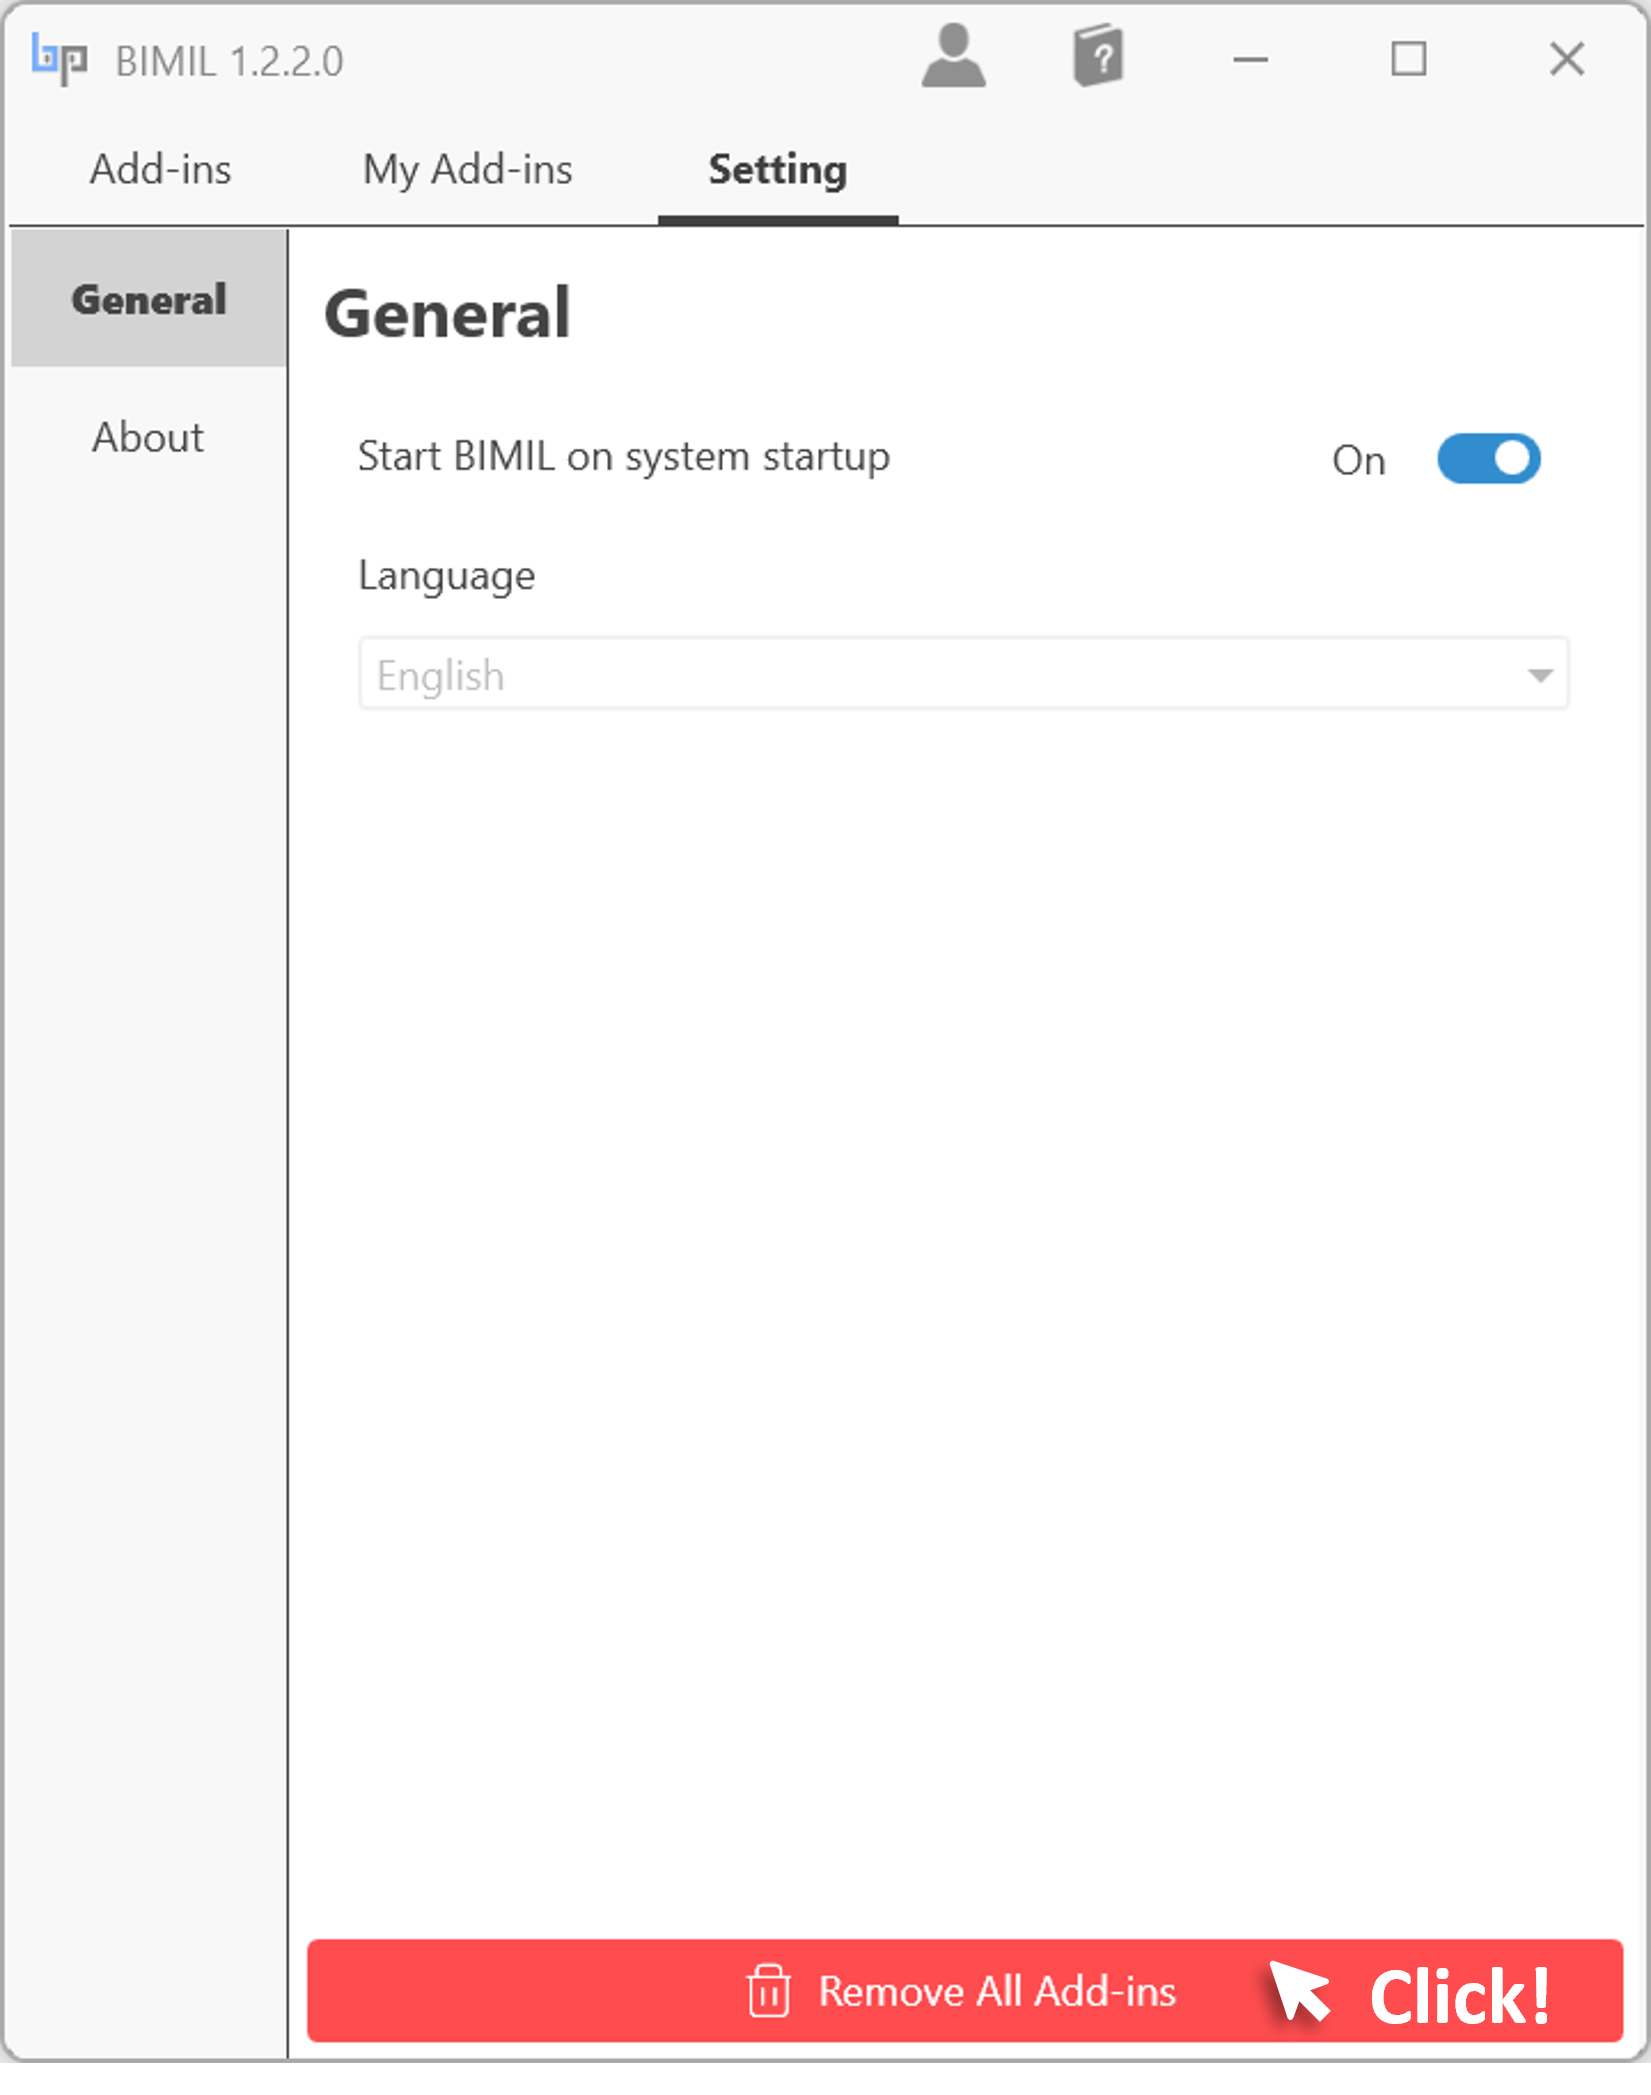 bp BIMIL 1.2.2.0
Add-ins My Add-ins Setting
General
About
General
Start BIMIL on system startup On
Language
English
Remove All Add-ins Click!